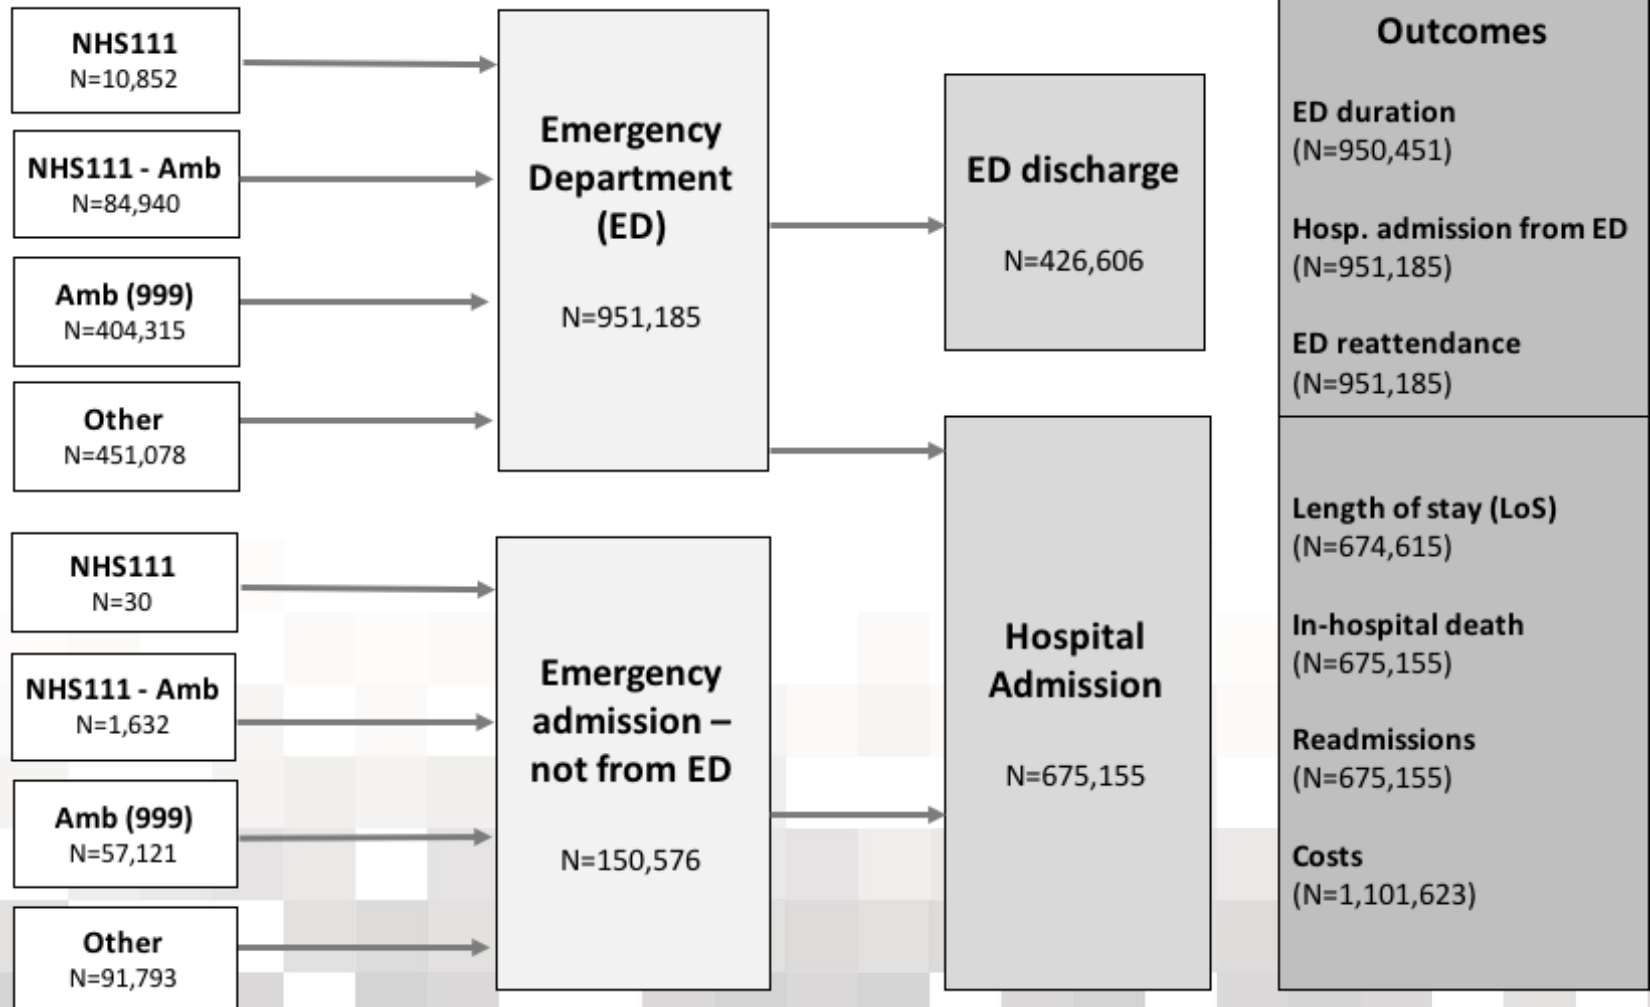 NHS111
N=10,852
NHS111 - Amb
N=84,940
Amb (999)
N=404,315
Other
N=451,078
NHS111
N=30
NHS111 - Amb
N=1,632
Amb (999)
N=57,121
Other
N=91,793
Emergency
Department
(ED)
N=951,185
Emergency
admission –
not from ED
N=150,576
ED discharge
N=426,606
Hospital
Admission
N=675,155
Outcomes
ED duration
(N=950,451)
Hosp. admission from ED
(N=951,185)
ED reattendance
(N=951,185)
Length of stay (LoS)
(N=674,615)
In-hospital death
(N=675,155)
Readmissions
(N=675,155)
Costs
(N=1,101,623)